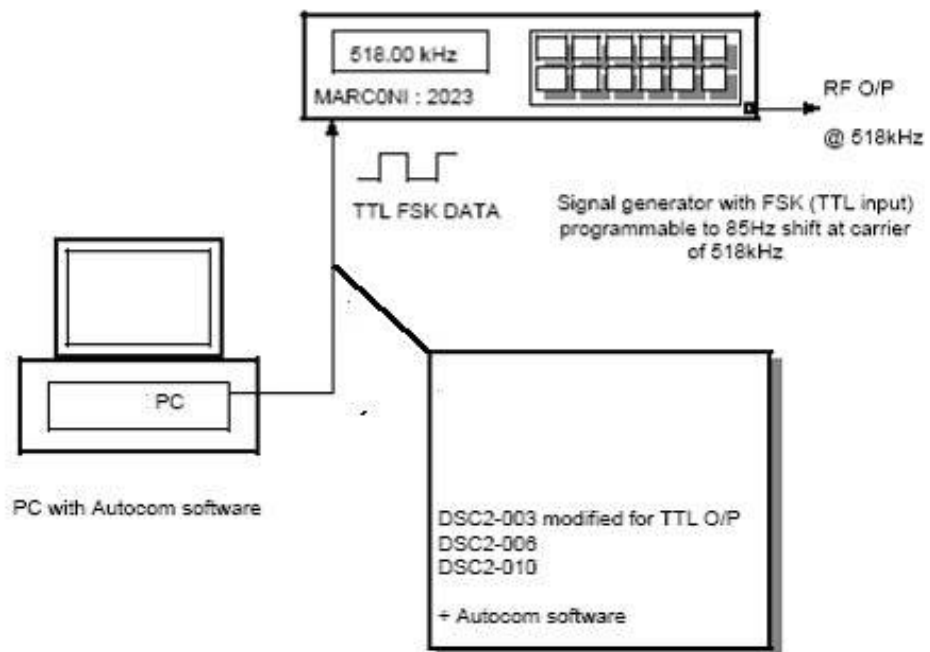 518.00 kHz
MARC0NI : 2023
RF O/P
@ 518kHz
TTL FSK DATA
Signal generator with FSK (TTL input)
programmable to 85Hz shift at carrier
of 518kHz
PC
PC with Autocom software
DSC2-003 modified for TTL O/P
DSC2-006
DSC2-010
+ Autocom software